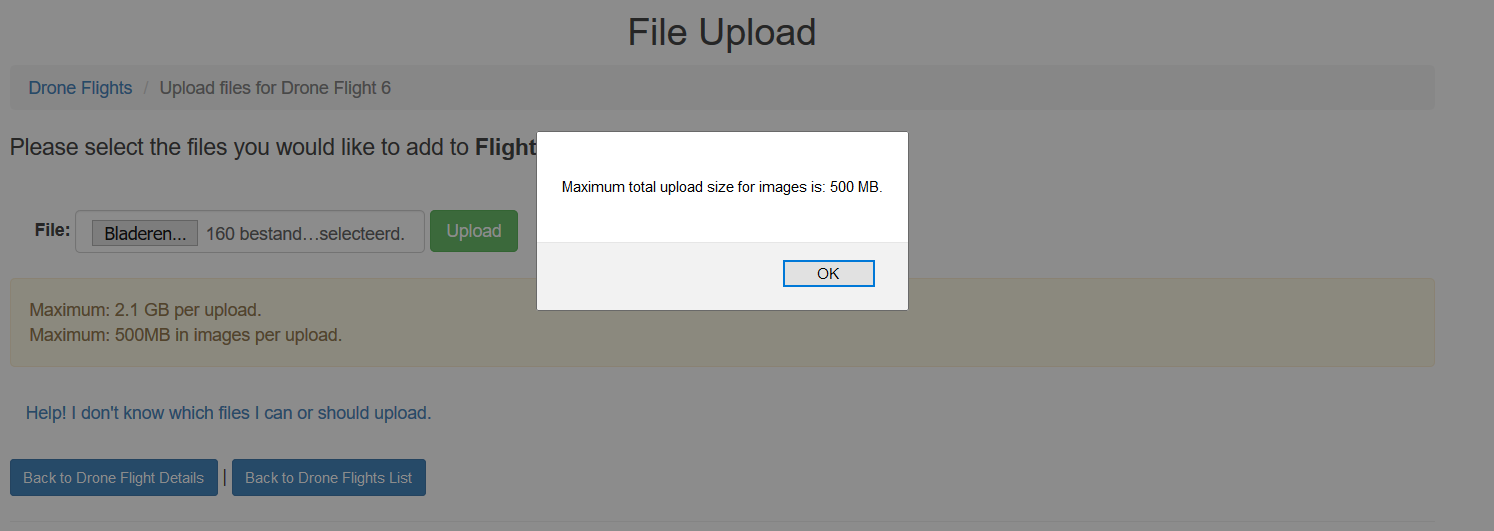 File Upload
Drone Flights / Upload files for Drone Flight 6
Please select the files you would like to add to Flight
Maximum total upload size for images is: 500 MB.
OK
File: Bladeren... 160 bestand…selecteerd. Upload
Maximum: 2.1 GB per upload.
Maximum: 500MB in images per upload.
Help! I don't know which files I can or should upload.
Back to Drone Flight Details | Back to Drone Flights List